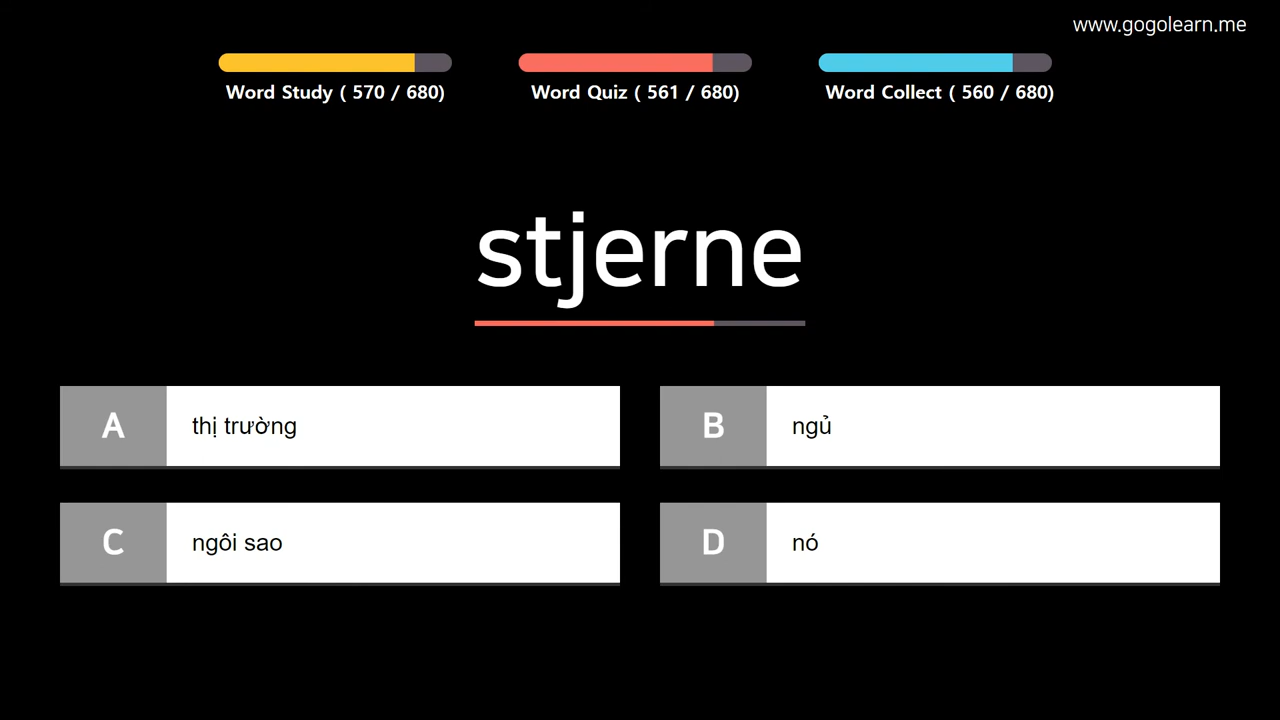 www.gogolearn.me
Word Study ( 570 / 680)
Word Quiz ( 561 / 680)
Word Collect ( 560 / 680)
stjerne
A thị trường
B ngủ
C ngôi sao
D nó